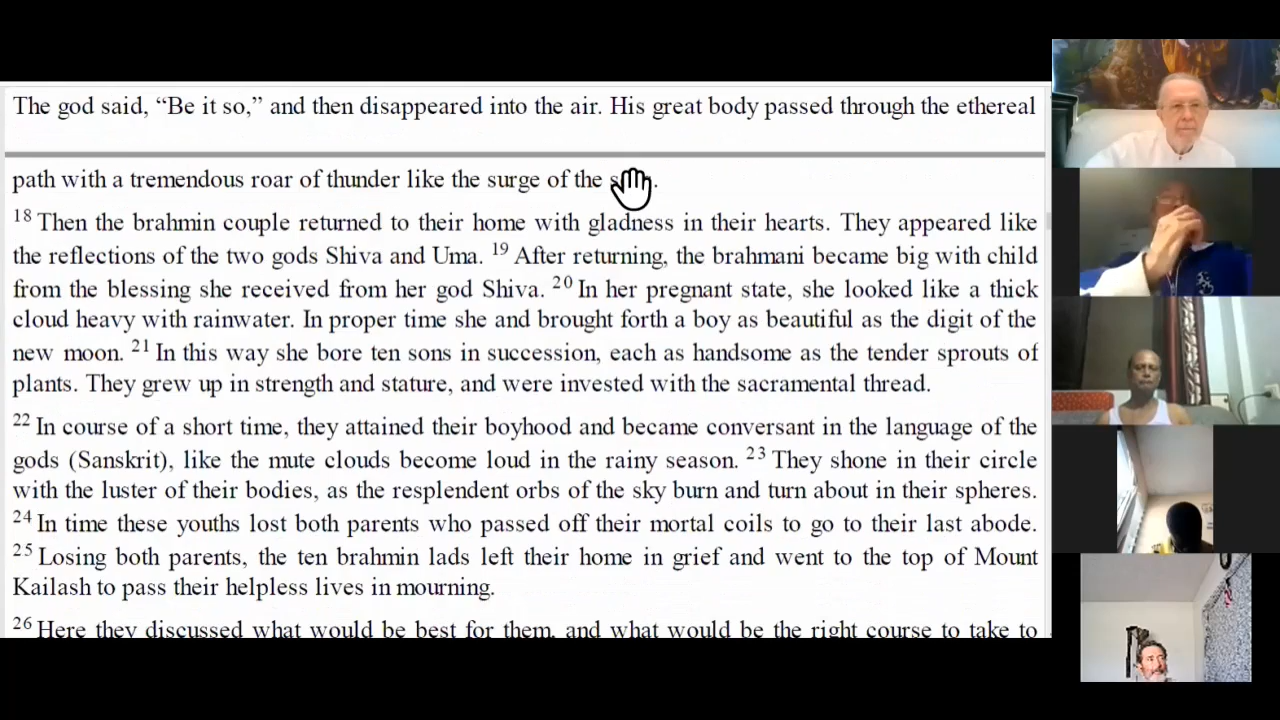 The god said, “Be it so,” and then disappeared into the air. His great body passed through the ethereal
path with a tremendous roar of thunder like the surge of the
18 Then the brahmin couple returned to their home with gladness in their hearts. They appeared like
the reflections of the two gods Shiva and Uma. 19 After returning, the brahmani became big with child
from the blessing she received from her god Shiva. 20 In her pregnant state, she looked like a thick
cloud heavy with rainwater. In proper time she and brought forth a boy as beautiful as the digit of the
new moon. 21 In this way she bore ten sons in succession, each as handsome as the tender sprouts of
plants. They grew up in strength and stature, and were invested with the sacramental thread.
22 In course of a short time, they attained their boyhood and became conversant in the language of the
gods (Sanskrit), like the mute clouds become loud in the rainy season. 23 They shone in their circle
with the luster of their bodies, as the resplendent orbs of the sky burn and turn about in their spheres.
24 In time these youths lost both parents who passed off their mortal coils to go to their last abode.
25 Losing both parents, the ten brahmin lads left their home in grief and went to the top of Mount
Kailash to pass their helpless lives in mourning.
26 Here they discussed what would be best for them, and what would be the right course to take to